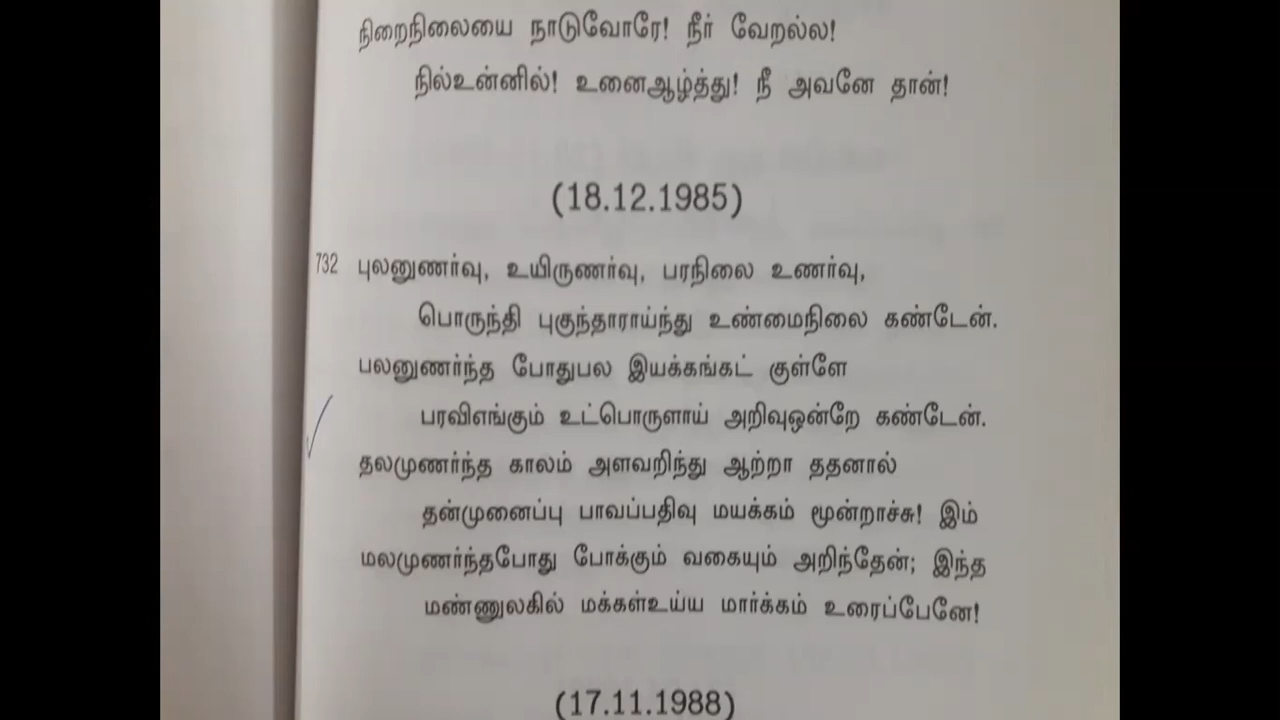 நிறைநிலையை நாடுவோரே! நீர் வேறல்ல!
நில்உன்னில்! உனைஆழ்த்து! நீ அவனே தான்!
(18.12.1985)
732 புலனுணர்வு, உயிருணர்வு, பரநிலை உணர்வு,
பொருந்தி புகுந்தாராய்ந்து உண்மைநிலை கண்டேன்.
பலனுணர்ந்த போதுபல இயக்கங்கட் குள்ளே
பரவிஎங்கும் உட்பொருளாய் அறிவுஒன்றே கண்டேன்.
தலமுணர்ந்த காலம் அளவறிந்து ஆற்றா ததனால்
தன்முனைப்பு பாவப்பதிவு மயக்கம் மூன்றாச்சு! இம்
மலமுணர்ந்தபோது போக்கும் வகையும் அறிந்தேன்; இந்த
மண்ணுலகில் மக்கள்உய்ய மார்க்கம் உரைப்பேனே!
(17.11.1988)